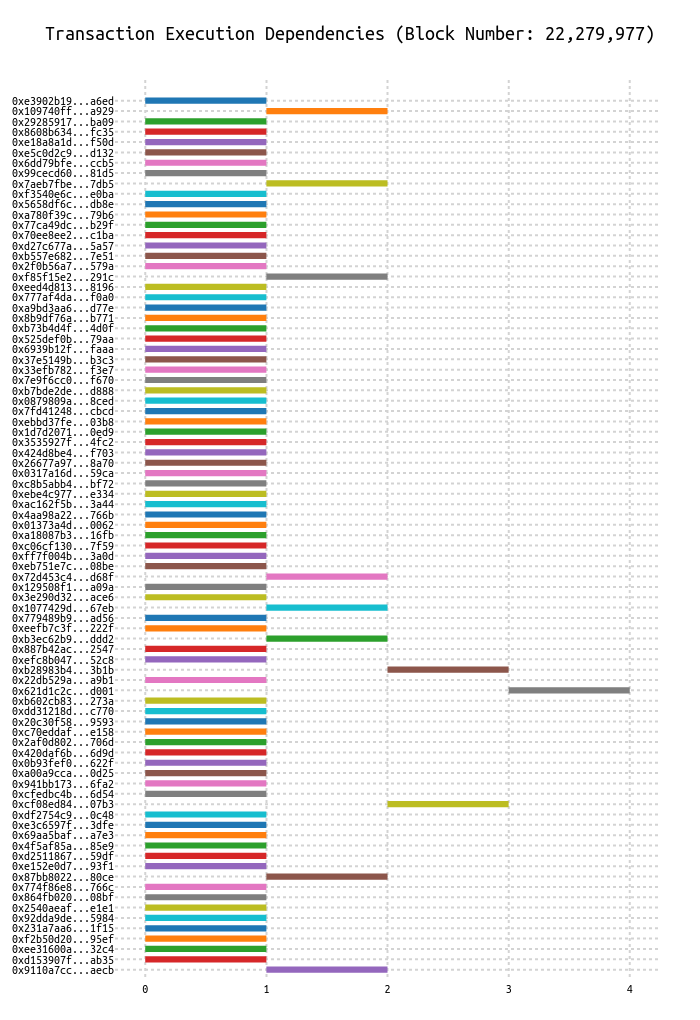 Transaction Execution Dependencies (Block Number: 22,279,977)
0xe3902b19...a6ed
0x109740ff...a929
0x29285917...ba09
0x8608b634...fc35
0xe18a8a1d...f50d
0xe5c0d2c9...d132
0x6dd79bfe...ccb5
0x99cecd60...81d5
0x7aeb7fbe...7db5
0xf3540e6c...e0ba
0x5658df6c...db8e
0xa780f39c...79b6
0x77ca49dc...b29f
0x70ee8ee2...c1ba
0xd27c677a...5a57
0xb557e682...7e51
0x2f0b56a7...579a
0xf85f15e2...291c
0xeed4d813...8196
0x777af4da...f0a0
0xa9bd3aa6...d77e
0x8b9df76a...b771
0xb73b4d4f...4d0f
0x525def0b...79aa
0x6939b12f...faaa
0x37e5149b...b3c3
0x33efb782...f3e7
0x7e9f6cc0...f670
0xb7bde2de...d888
0x0879809a...8ced
0x7fd41248...cbcd
0xebbd37fe...03b8
0x1d7d2071...0ed9
0x3535927f...4fc2
0x424d8be4...f703
0x26677a97...8a70
0x0317a16d...59ca
0xc8b5abb4...bf72
0xebe4c977...e334
0xac162f5b...3a44
0x4aa98a22...766b
0x01373a4d...0062
0xa18087b3...16fb
0xc06cf130...7f59
0xff7f004b...3a0d
0xeb751e7c...08be
0x72d453c4...d68f
0x129508f1...a09a
0x3e290d32...ace6
0x1077429d...67eb
0x779489b9...ad56
0xeefb7c3f...222f
0xb3ec62b9...ddd2
0x887b42ac...2547
0xefc8b047...52c8
0xb28983b4...3b1b
0x22db529a...a9b1
0x621d1c2c...d001
0xb602cb83...273a
0xdd31218d...c770
0x20c30f58...9593
0xc70eddaf...e158
0x2af0d802...706d
0x420daf6b...6d9d
0x0b93fef0...622f
0xa00a9cca...0d25
0x941bb173...6fa2
0xcfedbc4b...6d54
0xcf08ed84...07b3
0xdf2754c9...0c48
0xe3c6597f...3dfe
0x69aa5baf...a7e3
0x4f5af85a...85e9
0xd2511867...59df
0xe152e0d7...93f1
0x87bb8022...80ce
0x774f86e8...766c
0x864fb020...08bf
0x2540aeaf...e1e1
0x92dda9de...5984
0x231a7aa6...1f15
0xf2b50d20...95ef
0xee31600a...32c4
0xd153907f...ab35
0x9110a7cc...aecb
0 1 2 3 4